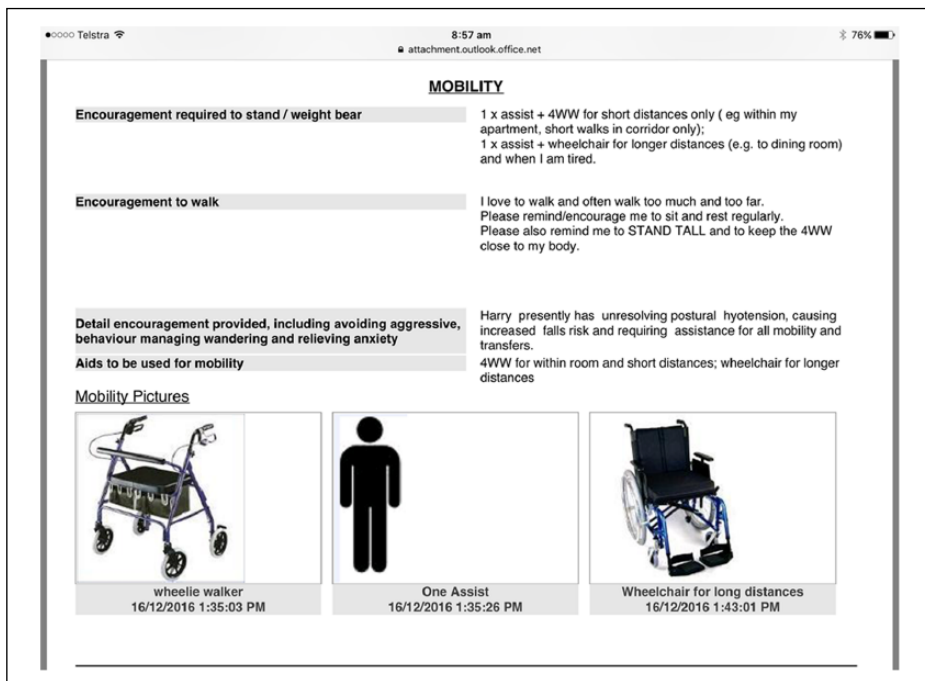 Telstra 8:57 am 76%
attachment.outlook.office.net
MOBILITY
Encouragement required to stand / weight bear
1 x assist + 4WW for short distances only ( eg within my
apartment, short walks in corridor only);
1 x assist + wheelchair for longer distances (e.g. to dining room)
and when I am tired.
Encouragement to walk
I love to walk and often walk too much and too far.
Please remind/encourage me to sit and rest regularly.
Please also remind me to STAND TALL and to keep the 4WW
close to my body.
Detail encouragement provided, including avoiding aggressive,
behaviour managing wandering and relieving anxiety
Harry presently has unresolving postural hyotension, causing
increased falls risk and requiring assistance for all mobility and
transfers.
Aids to be used for mobility
4WW for within room and short distances; wheelchair for longer
distances
Mobility Pictures
wheelie walker
16/12/2016 1:35:03 PM
One Assist
16/12/2016 1:35:26 PM
Wheelchair for long distances
16/12/2016 1:43:01 PM